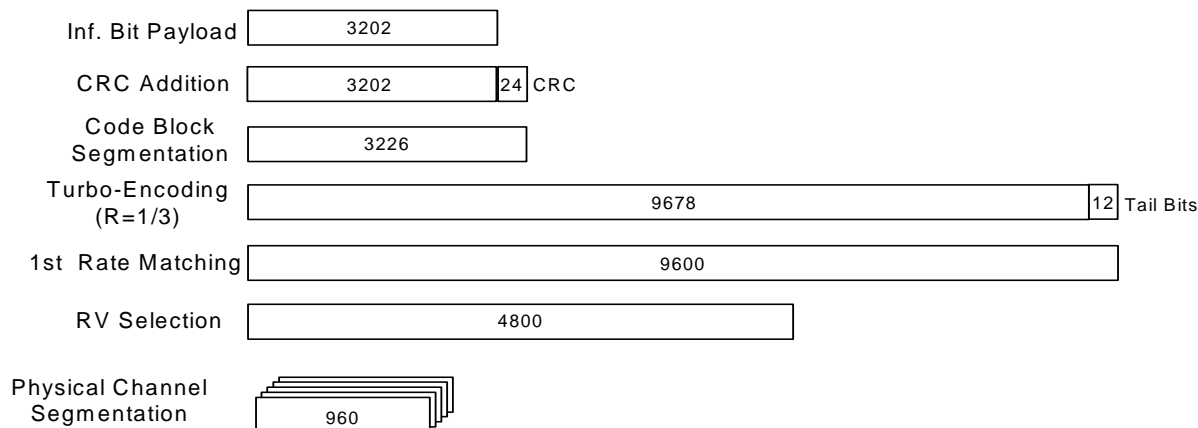 Inf. Bit Payload 3202
CRC Addition 3202 24 CRC
Code Block
Segmentation 3226
Turbo-Encoding
(R=1/3) 9678 12 Tail Bits
1st Rate Matching 9600
RV Selection 4800
Physical Channel
Segmentation 960